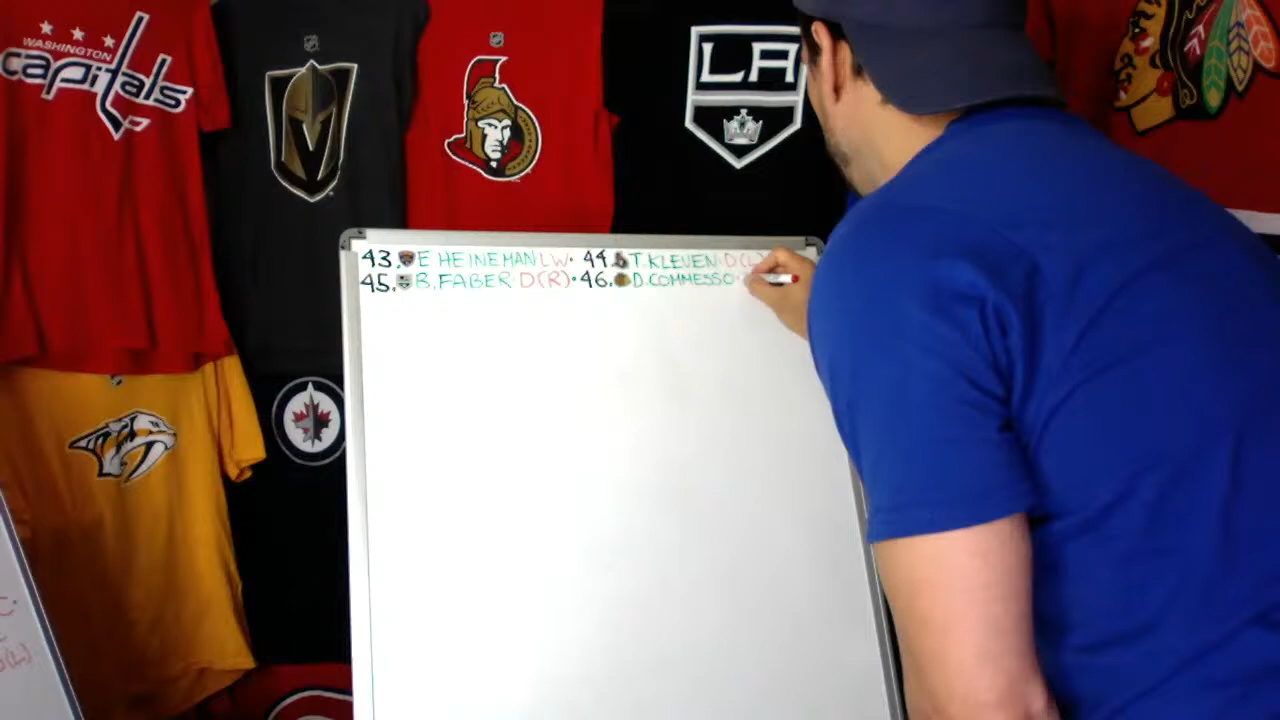 WASHINGTON
capitals
LA
43. E HEINEMAN LW • 44. T. KLEVEN • D(L)
45. B. FABER • D(R) • 46. D. COMMESSO •
C.